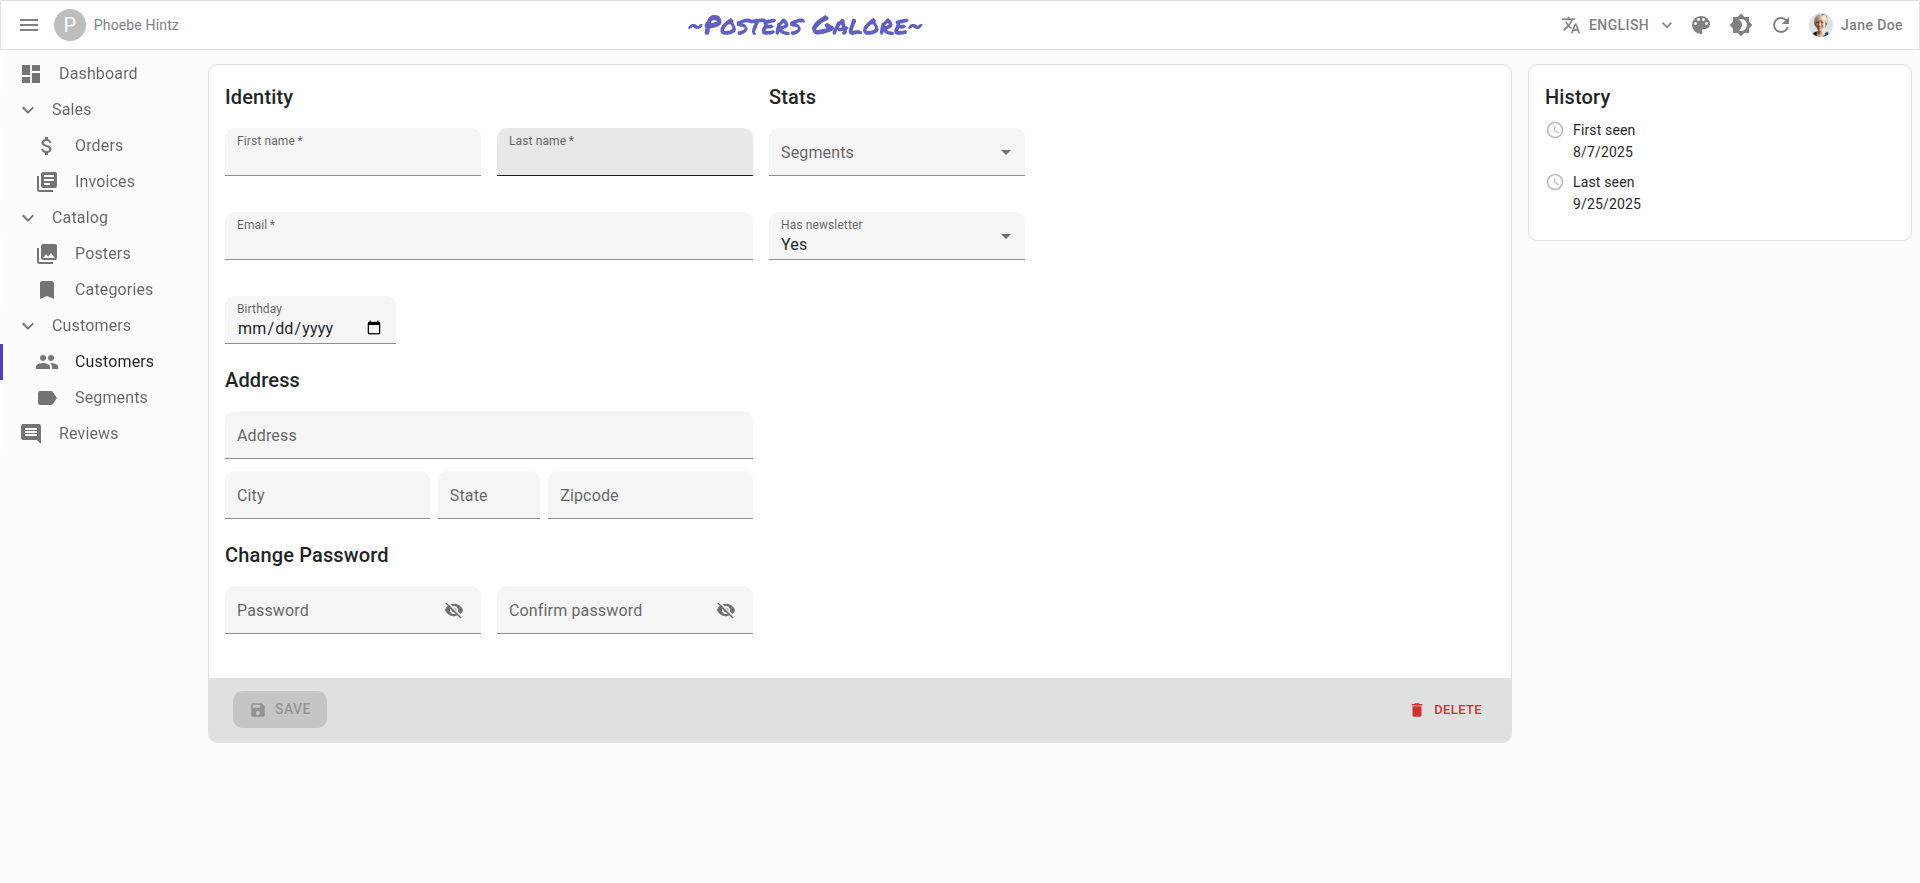 P Phoebe Hintz
~Posters Galore~
ENGLISH
Jane Doe
Dashboard
Sales
Orders
Invoices
Catalog
Posters
Categories
Customers
Customers
Segments
Reviews
Identity
First name *
Last name *
Email *
Birthday
mm/dd/yyyy
Stats
Segments
Has newsletter
Yes
Address
Address
City
State
Zipcode
Change Password
Password
Confirm password
SAVE
DELETE
History
First seen
8/7/2025
Last seen
9/25/2025